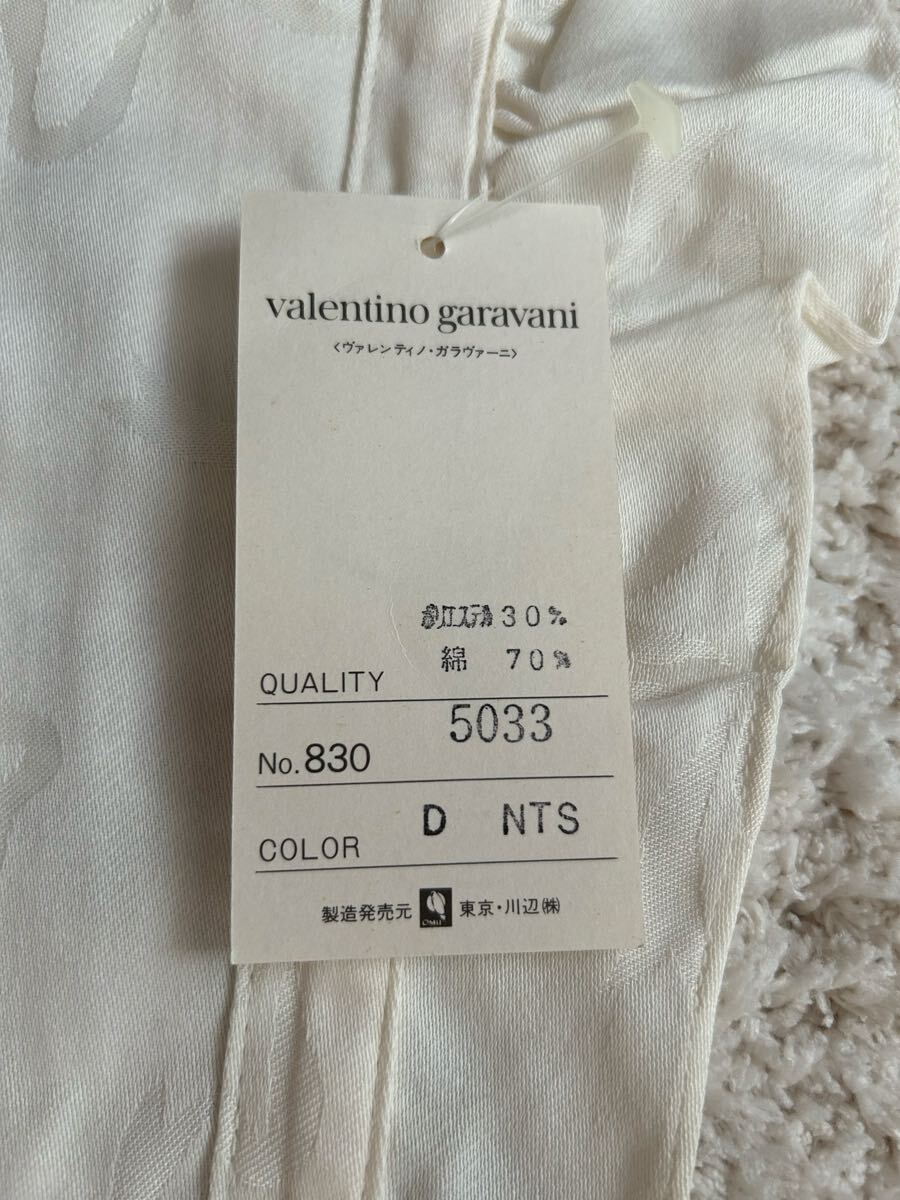 valentino garavani
〈ヴァレンティノ・ガラヴァーニ〉
ポリエステル 30%
綿 70%
QUALITY
No.830 5033
COLOR D NTS
製造発売元 東京・川辺㈱